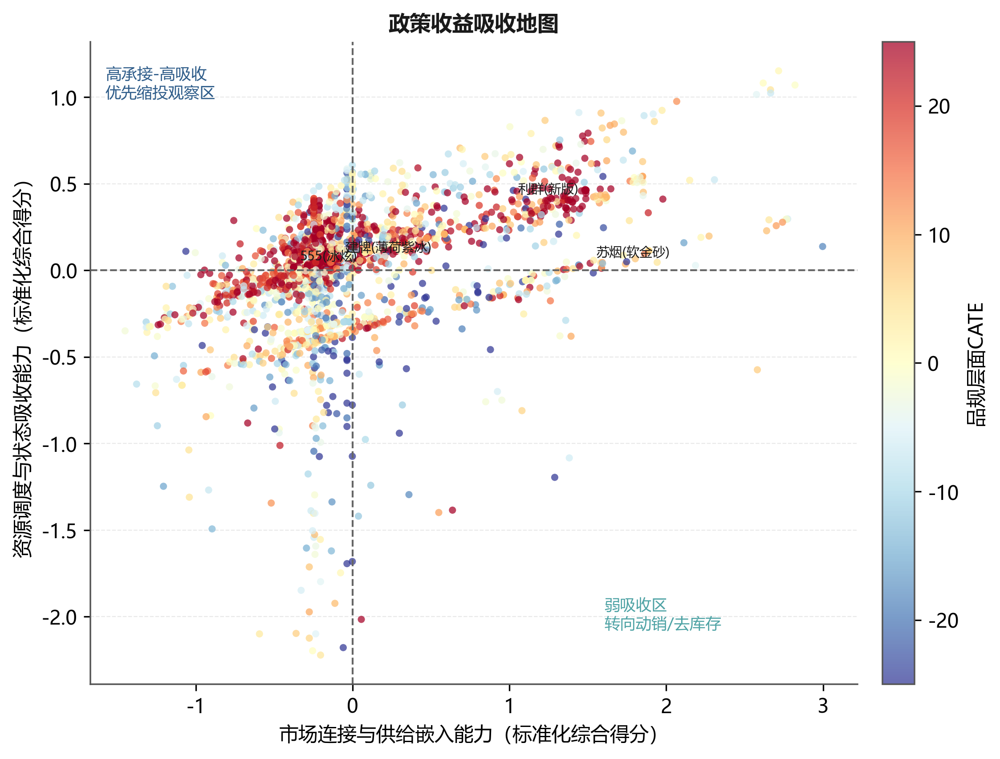 政策收益吸收地图
高承接-高吸收
优先缩投观察区
利群(新版)
建牌(薄荷紫冰)
555(冰炫)
苏烟(软金砂)
弱吸收区
转向动销/去库存
1.0
0.5
0.0
-0.5
-1.0
-1.5
-2.0
资源调度与状态吸收能力（标准化综合得分）
-1
0
1
2
3
市场连接与供给嵌入能力（标准化综合得分）
20
10
0
-10
-20
品规层面CATE